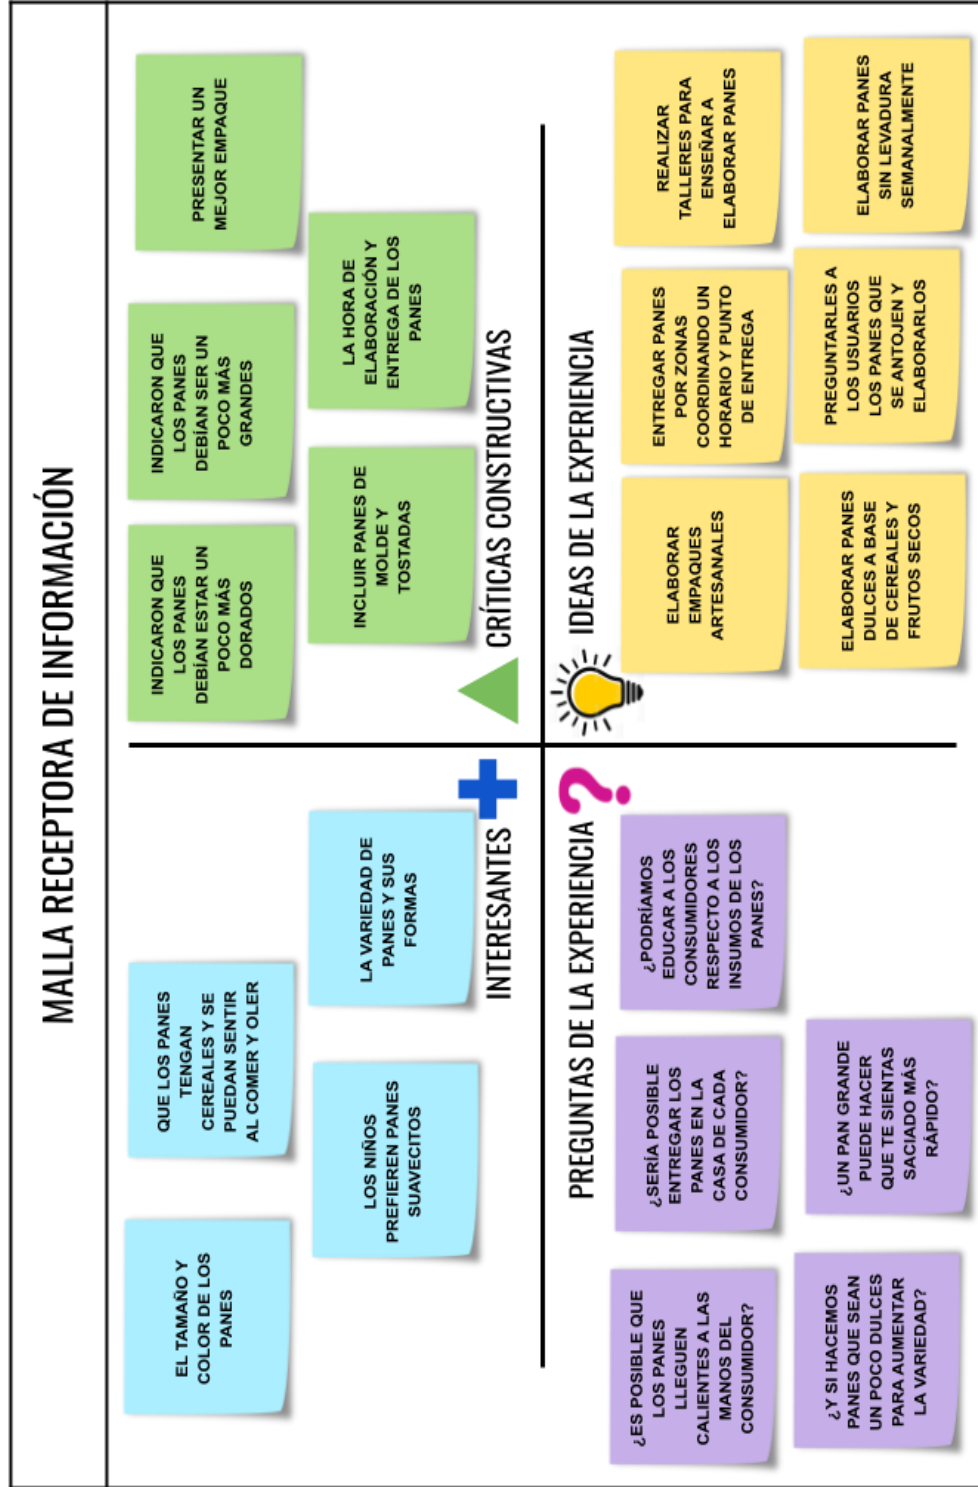 MALLA RECEPTORA DE INFORMACIÓN
EL TAMAÑO Y
COLOR DE LOS
PANES
QUE LOS PANES
TENGAN
CEREALES Y SE
PUEDAN SENTIR
AL COMER Y OLER
LOS NIÑOS
PREFIEREN PANES
SUAVECITOS
LA VARIEDAD DE
PANES Y SUS
FORMAS
INTERESANTES
INDICARON QUE
LOS PANES
DEBÍAN ESTAR UN
POCO MÁS
DORADOS
INDICARON QUE
LOS PANES
DEBÍAN SER UN
POCO MÁS
GRANDES
PRESENTAR UN
MEJOR EMPAQUE
INCLUIR PANES DE
MOLDE Y
TOSTADAS
LA HORA DE
ELABORACIÓN Y
ENTREGA DE LOS
PANES
CRÍTICAS CONSTRUCTIVAS
PREGUNTAS DE LA EXPERIENCIA
?
¿ES POSIBLE QUE
LOS PANES
LLEGUEN
CALIENTES A LAS
MANOS DEL
CONSUMIDOR?
¿SERÍA POSIBLE
ENTREGAR LOS
PANES EN LA
CASA DE CADA
CONSUMIDOR?
¿PODRÍAMOS
EDUCAR A LOS
CONSUMIDORES
RESPECTO A LOS
INSUMOS DE LOS
PANES?
¿Y SI HACEMOS
PANES QUE SEAN
UN POCO DULCES
PARA AUMENTAR
LA VARIEDAD?
¿UN PAN GRANDE
PUEDE HACER
QUE TE SIENTAS
SACIADO MÁS
RÁPIDO?
IDEAS DE LA EXPERIENCIA
ELABORAR
EMPAQUES
ARTESANALES
ENTREGAR PANES
POR ZONAS
COORDINANDO UN
HORARIO Y PUNTO
DE ENTREGA
REALIZAR
TALLERES PARA
ENSEÑAR A
ELABORAR PANES
ELABORAR PANES
DULCES A BASE
DE CEREALES Y
FRUTOS SECOS
PREGUNTARLES A
LOS USUARIOS
LOS PANES QUE
SE ANTOJEN Y
ELABORARLOS
ELABORAR PANES
SIN LEVADURA
SEMANALMENTE